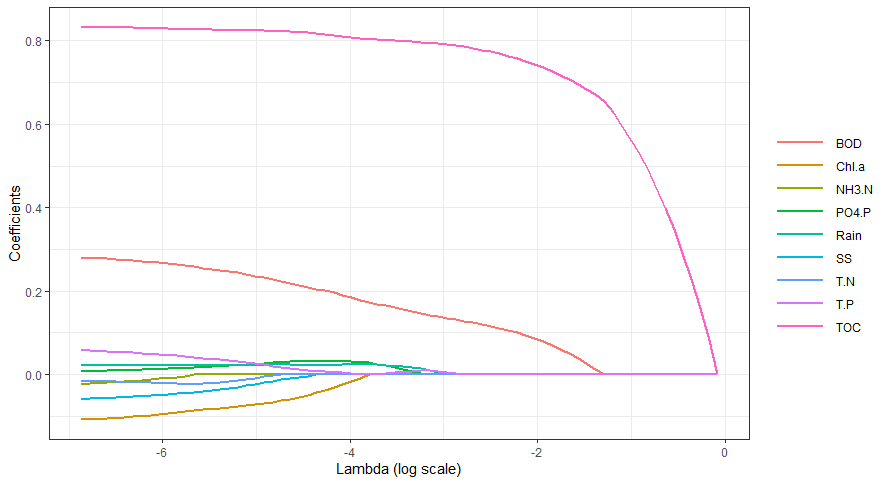 Coefficients
0.8
0.6
0.4
0.2
0.0
-6
-4
-2
0
Lambda (log scale)
BOD
Chl.a
NH3.N
PO4.P
Rain
SS
T.N
T.P
TOC